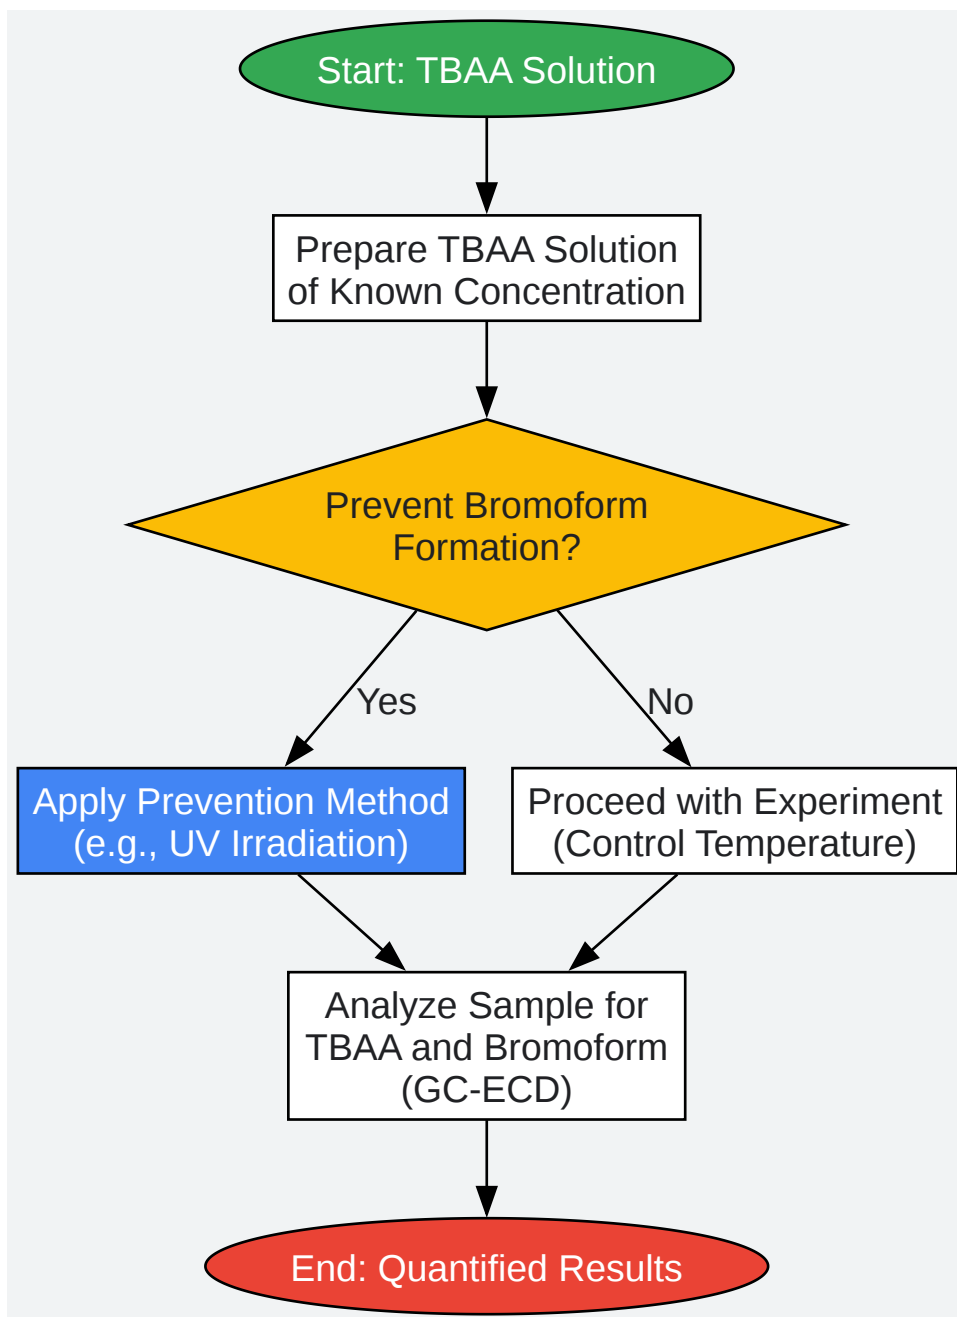 Start: TBAA Solution
Prepare TBAA Solution
of Known Concentration
Prevent Bromoform
Formation?
Yes
No
Apply Prevention Method
(e.g., UV Irradiation)
Proceed with Experiment
(Control Temperature)
Analyze Sample for
TBAA and Bromoform
(GC-ECD)
End: Quantified Results